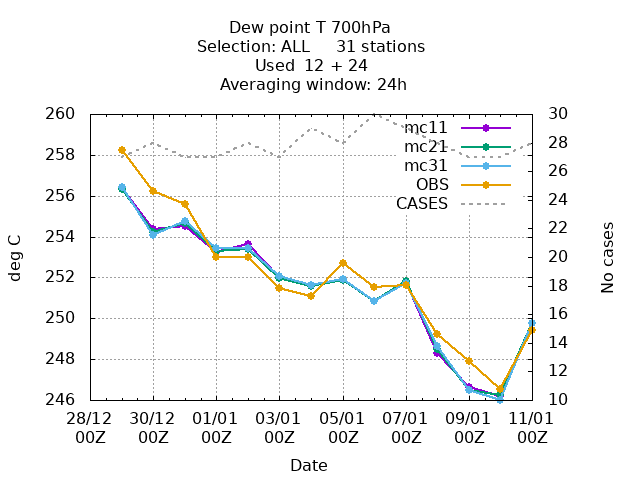 Dew point T 700hPa
Selection: ALL 31 stations
Used 12 + 24
Averaging window: 24h
260
258
256
254
252
250
248
246
deg C
30
28
26
24
22
20
18
16
14
12
10
No cases
mc11
mc21
mc31
OBS
CASES
28/12 30/12 01/01 03/01 05/01 07/01 09/01 11/01
00Z 00Z 00Z 00Z 00Z 00Z 00Z 00Z
Date